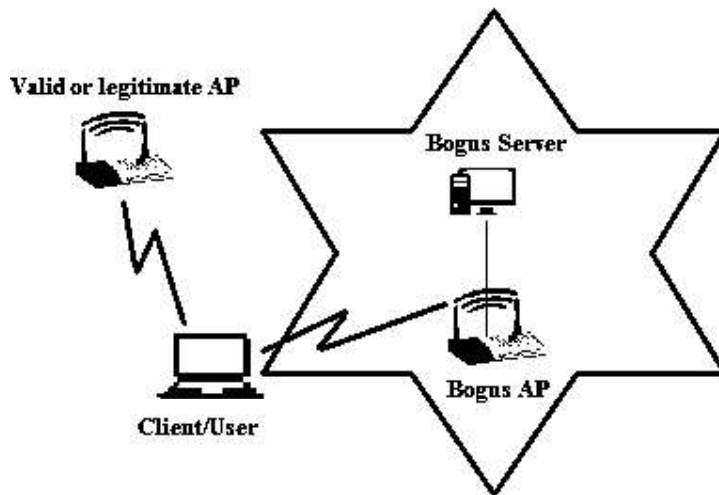 Valid or legitimate AP
Bogus Server
Bogus AP
Client/User